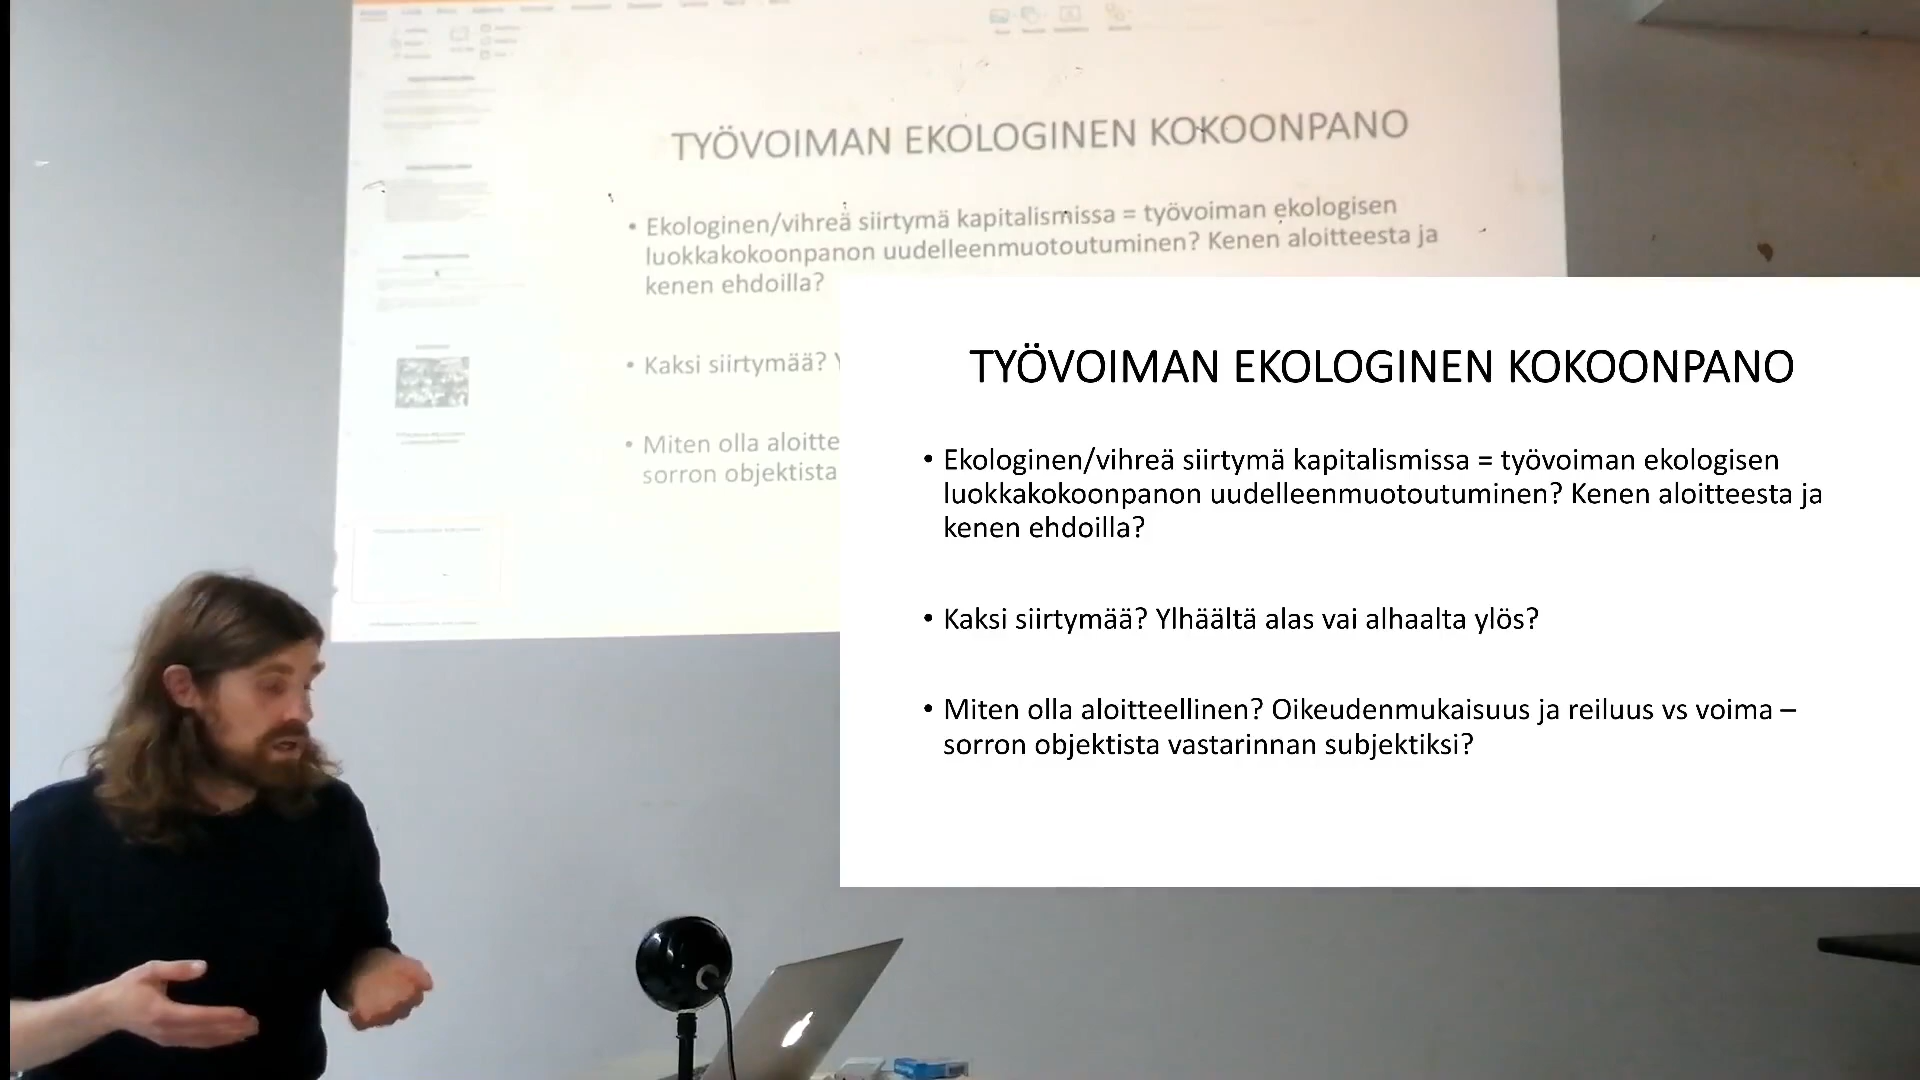 TYÖVOIMAN EKOLOGINEN KOKOONPANO
• Ekologinen/vihreä siirtymä kapitalismissa = työvoiman ekologisen
luokkakokoonpanon uudelleenmuotoutuminen? Kenen aloitteesta ja
kenen ehdoilla?
• Kaksi siirtymää?
• Miten olla aloitte
sorron objektista
TYÖVOIMAN EKOLOGINEN KOKOONPANO
• Ekologinen/vihreä siirtymä kapitalismissa = työvoiman ekologisen
luokkakokoonpanon uudelleenmuotoutuminen? Kenen aloitteesta ja
kenen ehdoilla?
• Kaksi siirtymää? Ylhäältä alas vai alhaalta ylös?
• Miten olla aloitteellinen? Oikeudenmukaisuus ja reiluus vs voima –
sorron objektista vastarinnan subjektiksi?